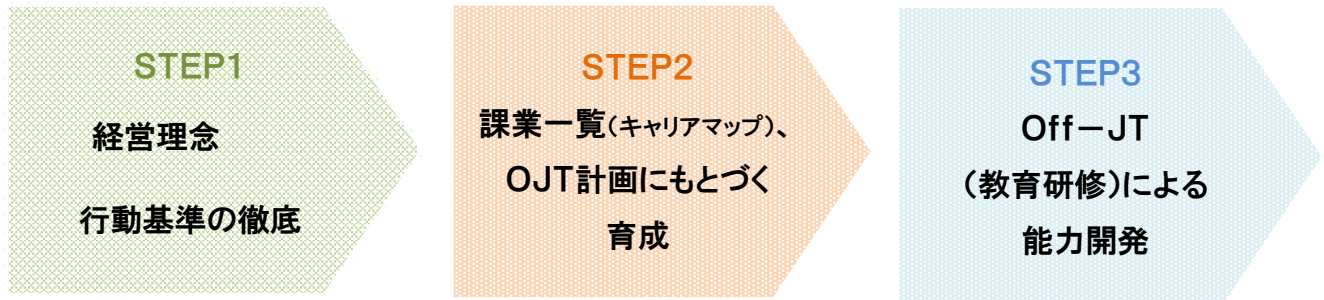 STEP1
経営理念
行動基準の徹底
STEP2
課業一覧(キャリアマップ)、
OJT計画にもとづく
育成
STEP3
Off－JT
（教育研修）による
能力開発